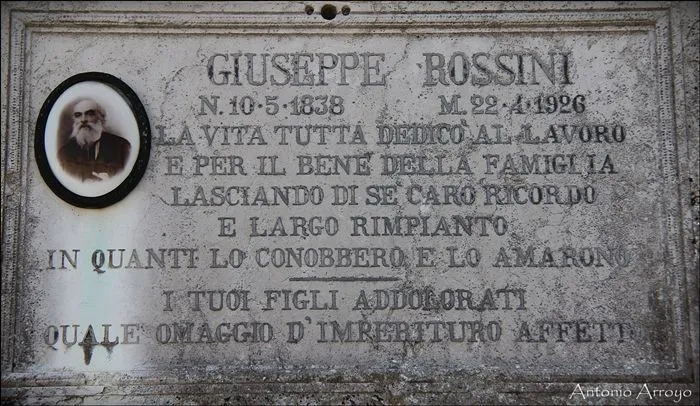 GIUSEPPE ROSSINI
N. 10·5·1838 M. 22·4·1926
LA VITA TUTTA DEDICÒ AL LAVORO
E PER IL BENE DELLA FAMIGLIA
LASCIANDO DI SE CARO RICORDO
E LARGO RIMPIANTO
IN QUANTI LO CONOBBERO E LO AMARONO
I TUOI FIGLI ADDOLORATI
QUALE OMAGGIO D'IMPERITURO AFFETT
Antonio Arroyo